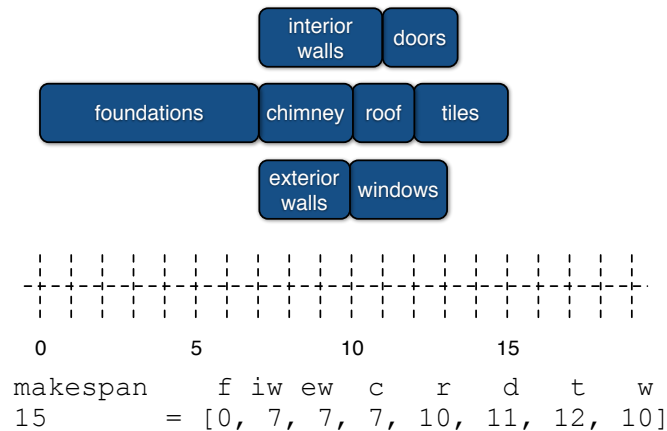 interior
walls
doors
foundations
chimney
roof
tiles
exterior
walls
windows
0 5 10 15
makespan f iw ew c r d t w
15 = [0, 7, 7, 7, 10, 11, 12, 10]